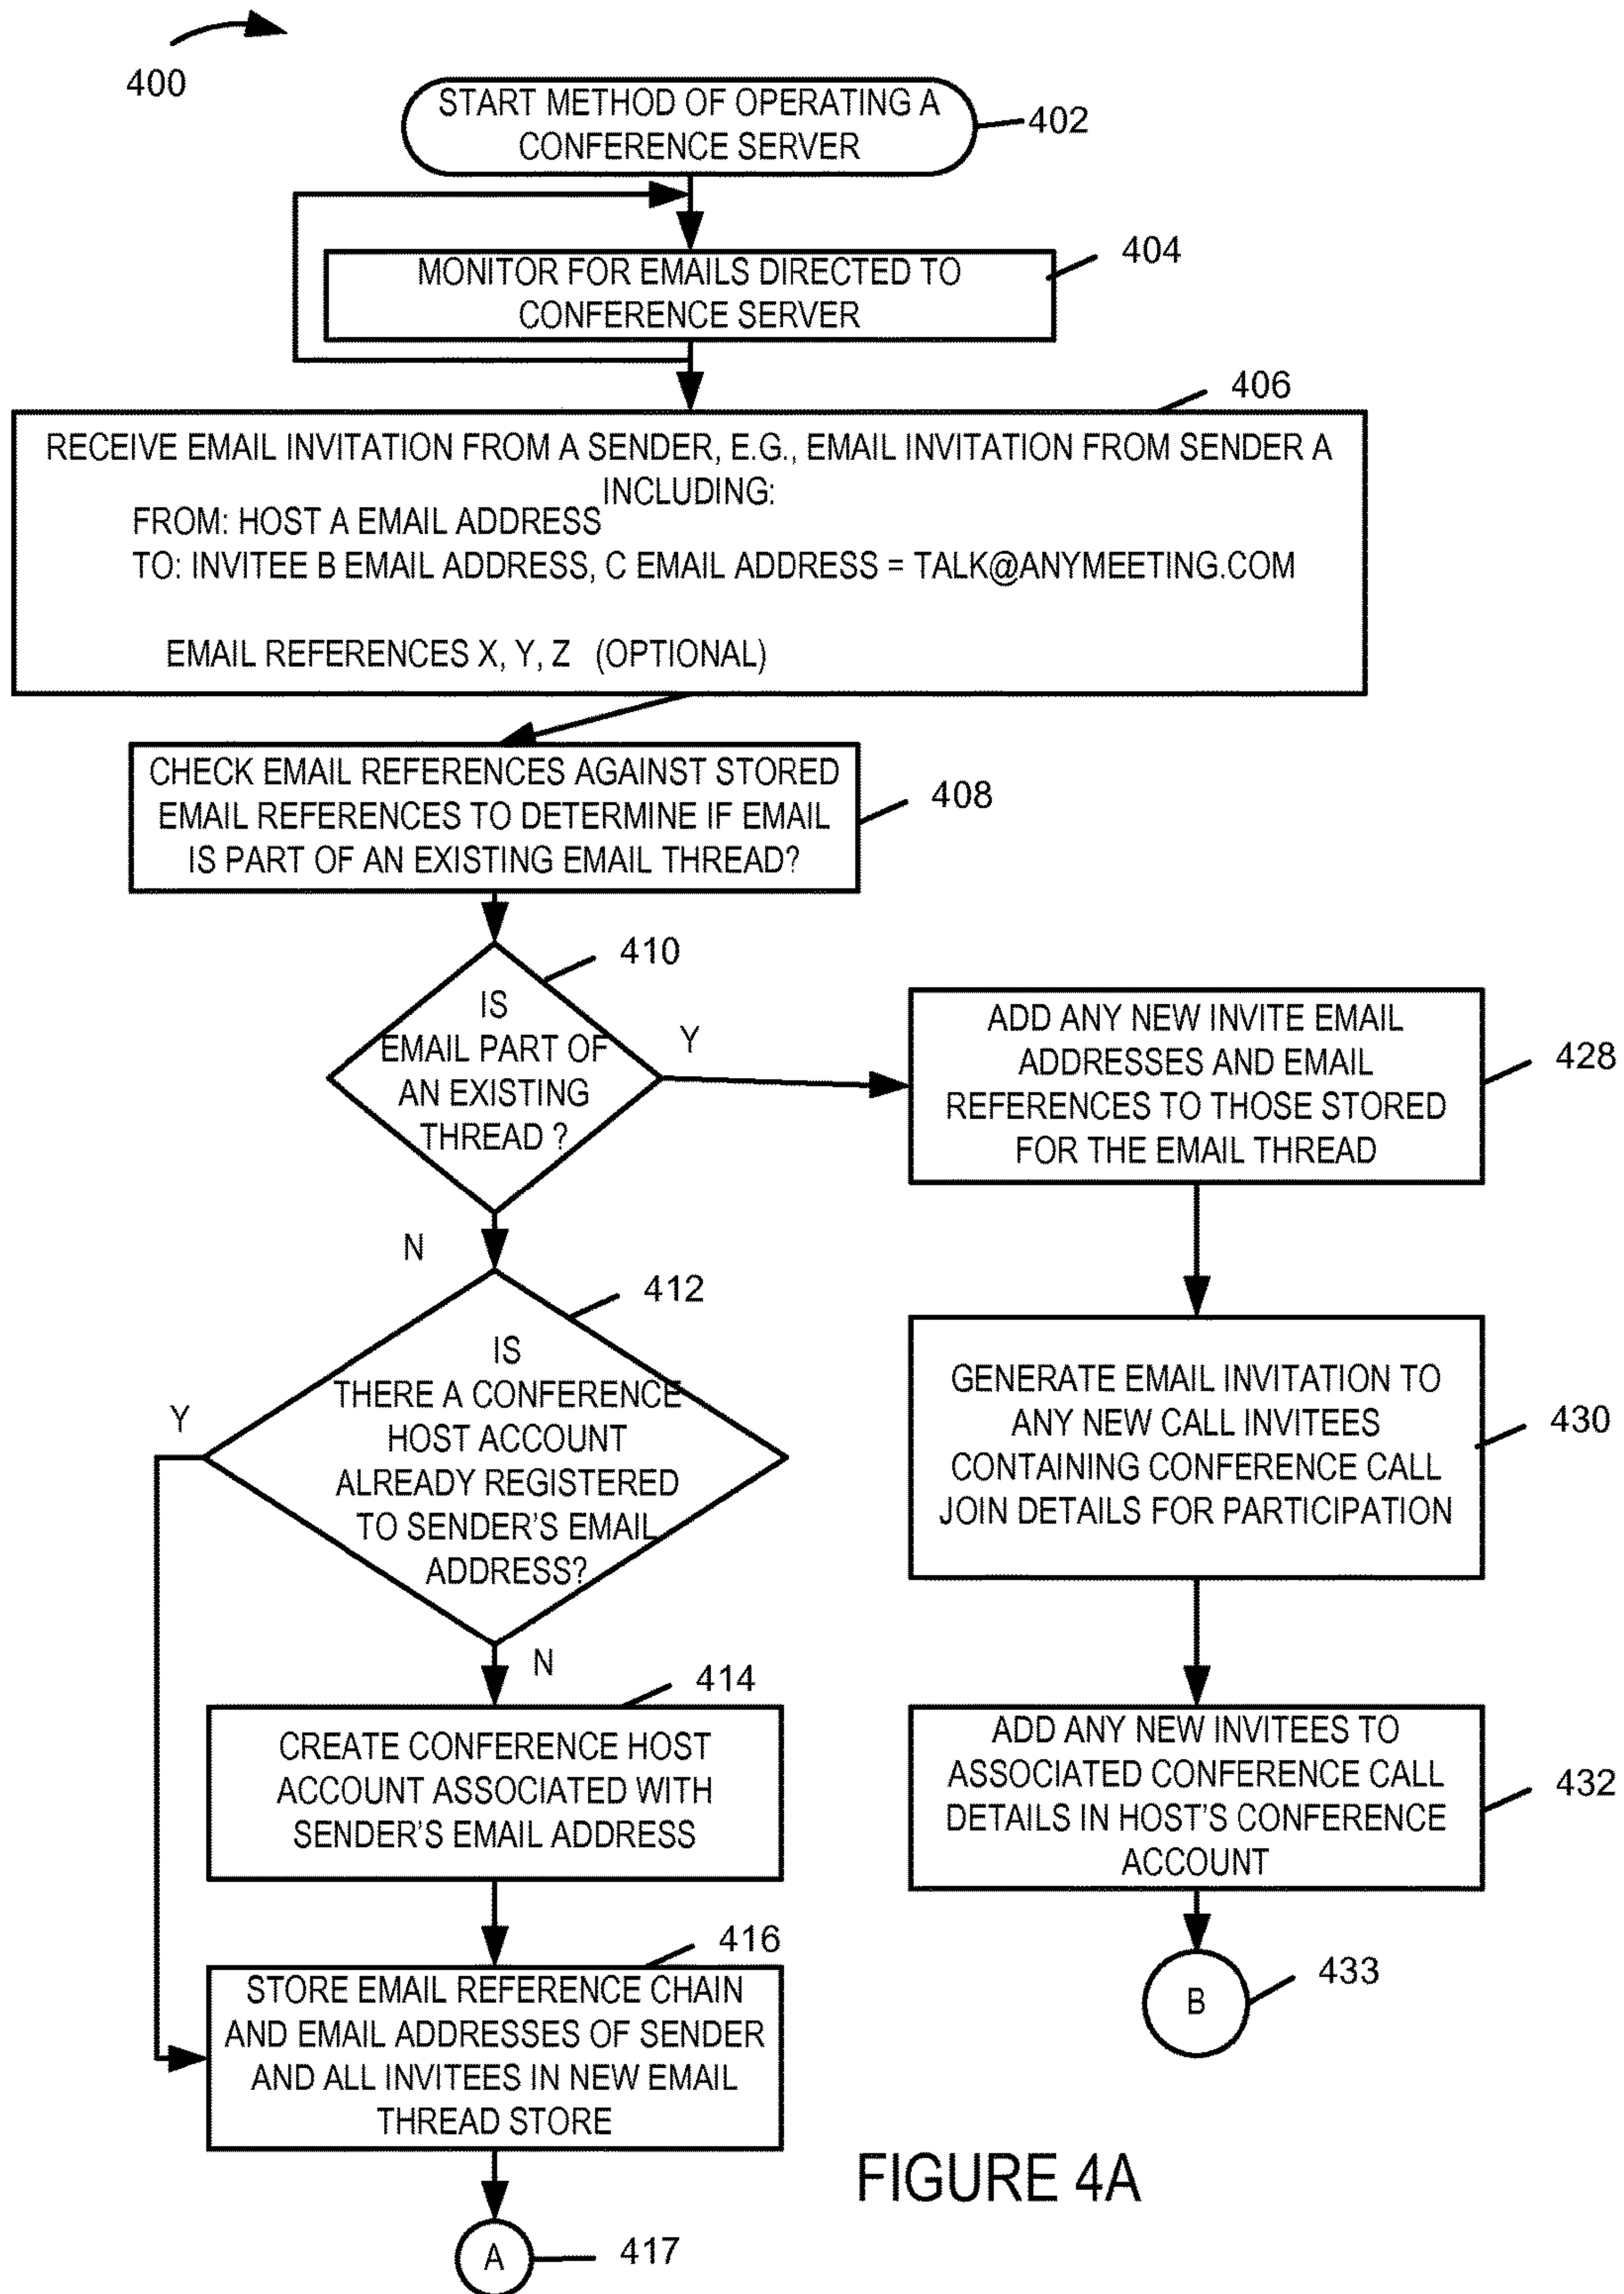 400
START METHOD OF OPERATING A
CONFERENCE SERVER
402
MONITOR FOR EMAILS DIRECTED TO
CONFERENCE SERVER
404
406
RECEIVE EMAIL INVITATION FROM A SENDER, E.G., EMAIL INVITATION FROM SENDER A
INCLUDING:
FROM: HOST A EMAIL ADDRESS
TO: INVITEE B EMAIL ADDRESS, C EMAIL ADDRESS = TALK@ANYMEETING.COM
EMAIL REFERENCES X, Y, Z (OPTIONAL)
CHECK EMAIL REFERENCES AGAINST STORED
EMAIL REFERENCES TO DETERMINE IF EMAIL
IS PART OF AN EXISTING EMAIL THREAD?
408
410
IS
EMAIL PART OF
AN EXISTING
THREAD ?
Y
N
412
IS
THERE A CONFERENCE
HOST ACCOUNT
ALREADY REGISTERED
TO SENDER'S EMAIL
ADDRESS?
Y
N
414
CREATE CONFERENCE HOST
ACCOUNT ASSOCIATED WITH
SENDER'S EMAIL ADDRESS
416
STORE EMAIL REFERENCE CHAIN
AND EMAIL ADDRESSES OF SENDER
AND ALL INVITEES IN NEW EMAIL
THREAD STORE
A
417
ADD ANY NEW INVITE EMAIL
ADDRESSES AND EMAIL
REFERENCES TO THOSE STORED
FOR THE EMAIL THREAD
428
GENERATE EMAIL INVITATION TO
ANY NEW CALL INVITEES
CONTAINING CONFERENCE CALL
JOIN DETAILS FOR PARTICIPATION
430
ADD ANY NEW INVITEES TO
ASSOCIATED CONFERENCE CALL
DETAILS IN HOST'S CONFERENCE
ACCOUNT
432
B
433
FIGURE 4A